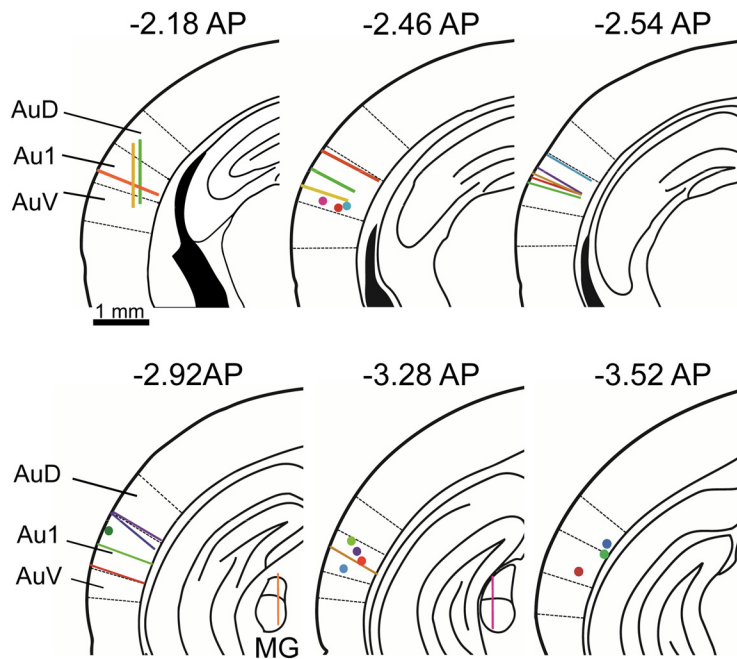 -2.18 AP
-2.46 AP
-2.54 AP
AuD
Au1
AuV
1 mm
-2.92AP
-3.28 AP
-3.52 AP
AuD
Au1
AuV
MG